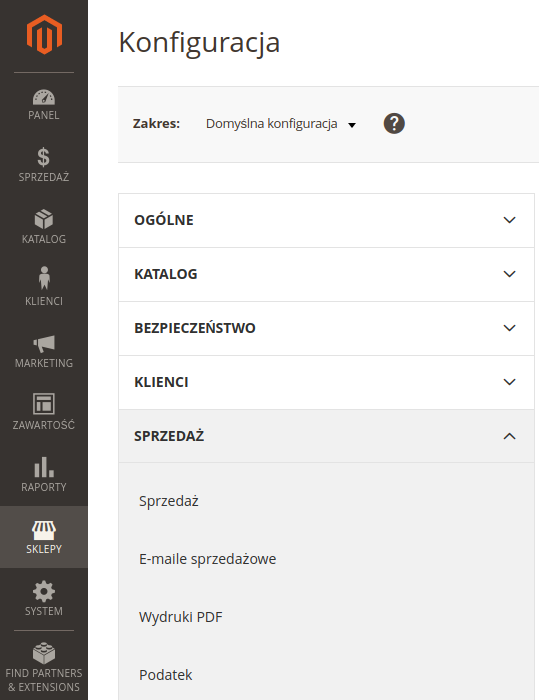 Konfiguracja
Zakres: Domyślna konfiguracja ?
PANEL
SPRZEDAŻ
KATALOG
KLIENCI
MARKETING
ZAWARTOŚĆ
RAPORTY
SKLEPY
SYSTEM
FIND PARTNERS
& EXTENSIONS
OGÓLNE
KATALOG
BEZPIECZEŃSTWO
KLIENCI
SPRZEDAŻ
Sprzedaż
E-maile sprzedażowe
Wydruki PDF
Podatek